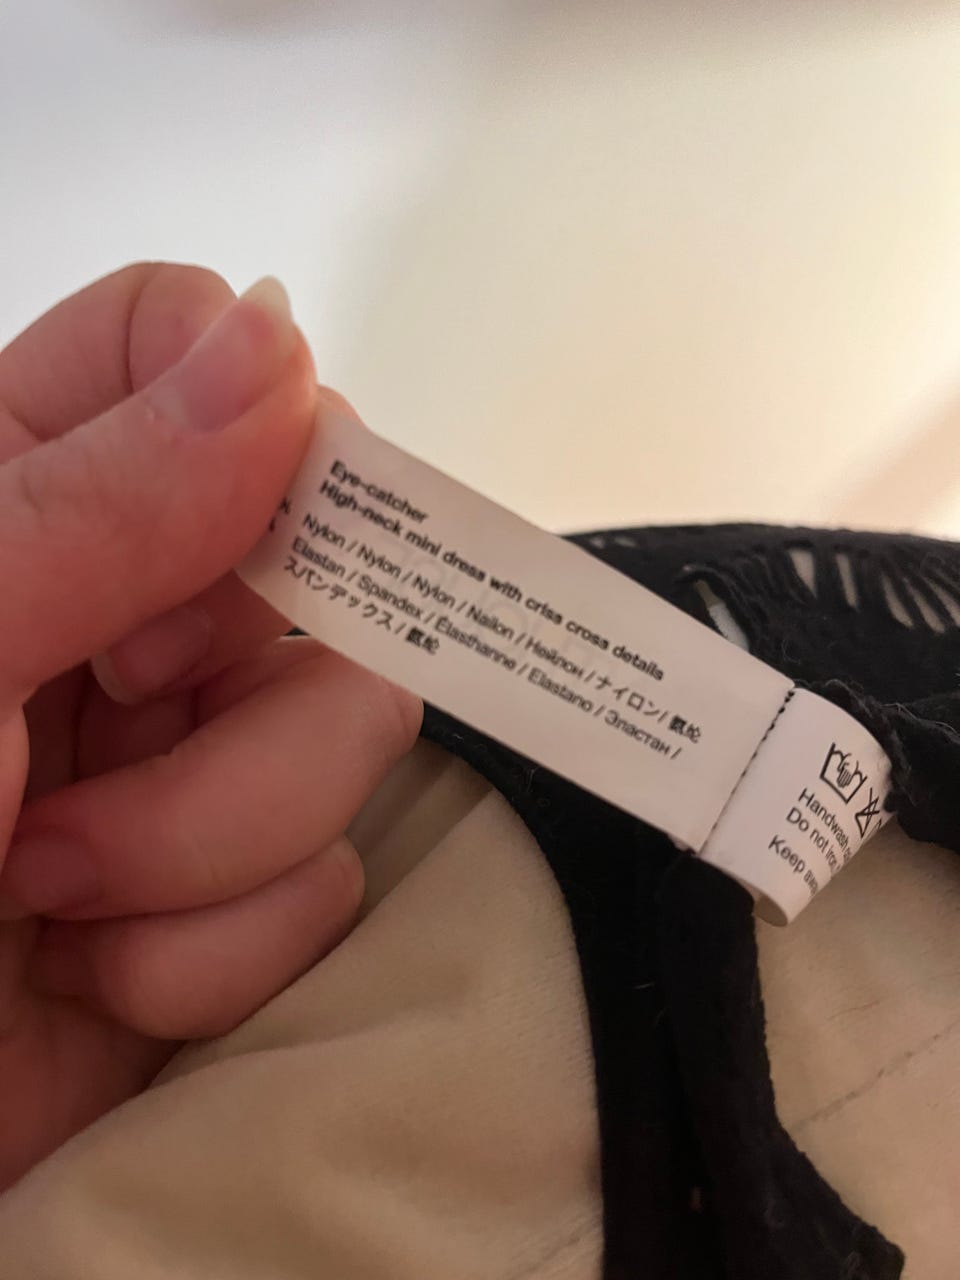 Eye-catcher
High-neck mini dress with criss cross details
Nylon / Nylon / Nylon / Nailon / Нейлон / ナイロン/ 氨纶
Elastan / Spandex / Élasthanne / Elastano / Эластан /
スパンデックス / 氨纶
Handwash
Do not iron
Keep away